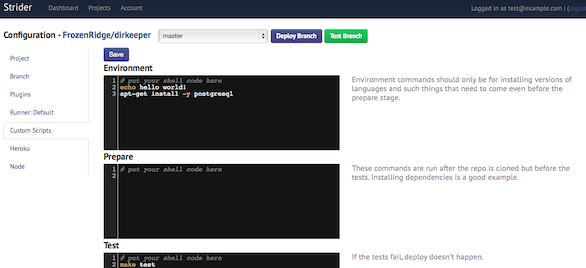 Strider Dashboard Projects Account Logged in as test@example.com | (logout
Configuration - FrozenRidge/dirkeeper master Deploy Branch Test Branch
Project
Branch
Plugins
Runner: Default
Custom Scripts
Heroku
Node
Save
Environment
1 # put your shell code here
2 echo hello world!
3 apt-get install -y postgresql
Environment commands should only be for installing versions of
languages and such things that need to come even before the
prepare stage.
Prepare
1 # put your shell code here
2
These commands are run after the repo is cloned but before the
tests. Installing dependencies is a good example.
Test
1 # put your shell code here
2 make test
If the tests fail, deploy doesn't happen.